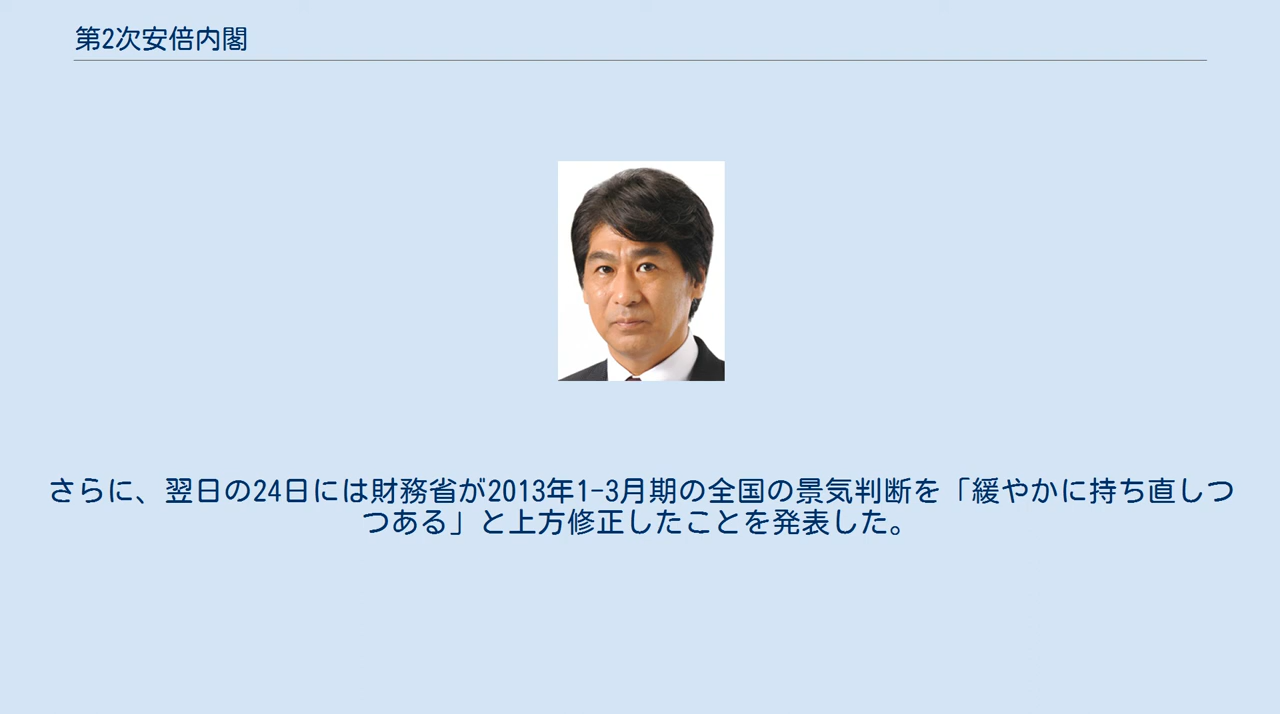 第2次安倍内閣
さらに、翌日の24日には財務省が2013年1-3月期の全国の景気判断を「緩やかに持ち直しつ
つある」と上方修正したことを発表した。